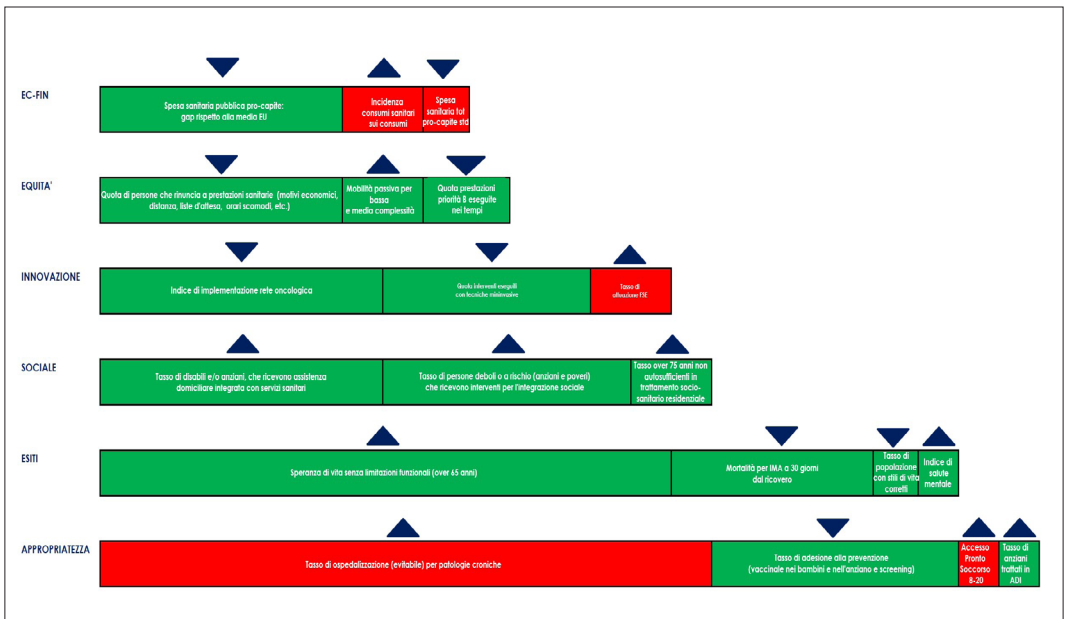 EC-FIN
Spesa sanitaria pubblica pro-capite:
gap rispetto alla media EU
Incidenza
consumi sanitari
sui consumi
Spesa
sanitaria tot
pro-capite std
EQUITA'
Quota di persone che rinuncia a prestazioni sanitarie (motivi economici,
distanza, liste d'attesa, orari scomodi, etc.)
Mobilità passiva per
bassa
e media complessità
Quota prestazioni
priorità B eseguite
nei tempi
INNOVAZIONE
Indice di implementazione rete oncologica
Quota interventi eseguiti
con tecniche mininvasive
Tasso di
attuazione FSE
SOCIALE
Tasso di disabili e/o anziani, che ricevono assistenza
domiciliare integrata con servizi sanitari
Tasso di persone deboli o a rischio (anziani e poveri)
che ricevono interventi per l'integrazione sociale
Tasso over 75 anni non
autosufficienti in
trattamento socio-
sanitario residenziale
ESITI
Speranza di vita senza limitazioni funzionali (over 65 anni)
Mortalità per IMA a 30 giorni
dal ricovero
Tasso di
popolazione
con stili di vita
corretti
Indice di
salute
mentale
APPROPRIATEZZA
Tasso di ospedalizzazione (evitabile) per patologie croniche
Tasso di adesione alla prevenzione
(vaccinale nei bambini e nell'anziano e screening)
Accesso
Pronto
Soccorso
8-20
Tasso di
anziani
trattati in
ADI